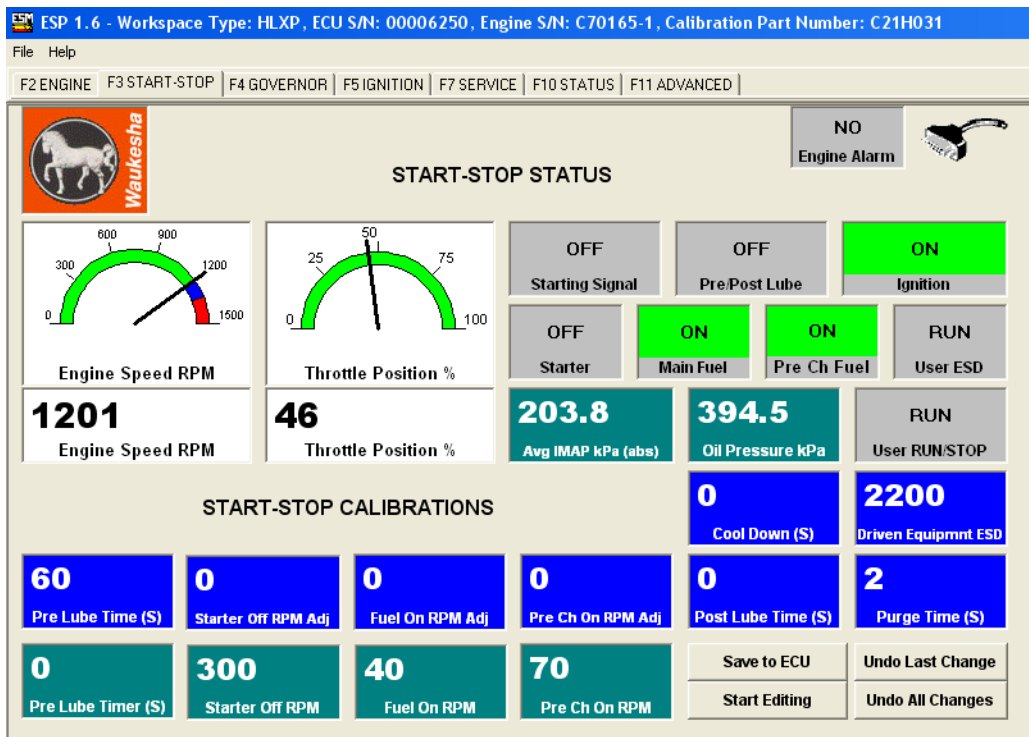 ESM ESP 1.6 - Workspace Type: HLXP, ECU S/N: 00006250, Engine S/N: C70165-1, Calibration Part Number: C21H031
File Help
F2 ENGINE F3 START-STOP F4 GOVERNOR F5 IGNITION F7 SERVICE F10 STATUS F11 ADVANCED
Waukesha
START-STOP STATUS
NO
Engine Alarm
0 300 600 900 1200 1500
Engine Speed RPM
0 25 50 75 100
Throttle Position %
OFF
Starting Signal
OFF
Pre/Post Lube
ON
Ignition
OFF
Starter
ON
Main Fuel
ON
Pre Ch Fuel
RUN
User ESD
1201
Engine Speed RPM
46
Throttle Position %
203.8
Avg IMAP kPa (abs)
394.5
Oil Pressure kPa
RUN
User RUN/STOP
START-STOP CALIBRATIONS
0
Cool Down (S)
2200
Driven Equipmnt ESD
60
Pre Lube Time (S)
0
Starter Off RPM Adj
0
Fuel On RPM Adj
0
Pre Ch On RPM Adj
0
Post Lube Time (S)
2
Purge Time (S)
0
Pre Lube Timer (S)
300
Starter Off RPM
40
Fuel On RPM
70
Pre Ch On RPM
Save to ECU
Undo Last Change
Start Editing
Undo All Changes